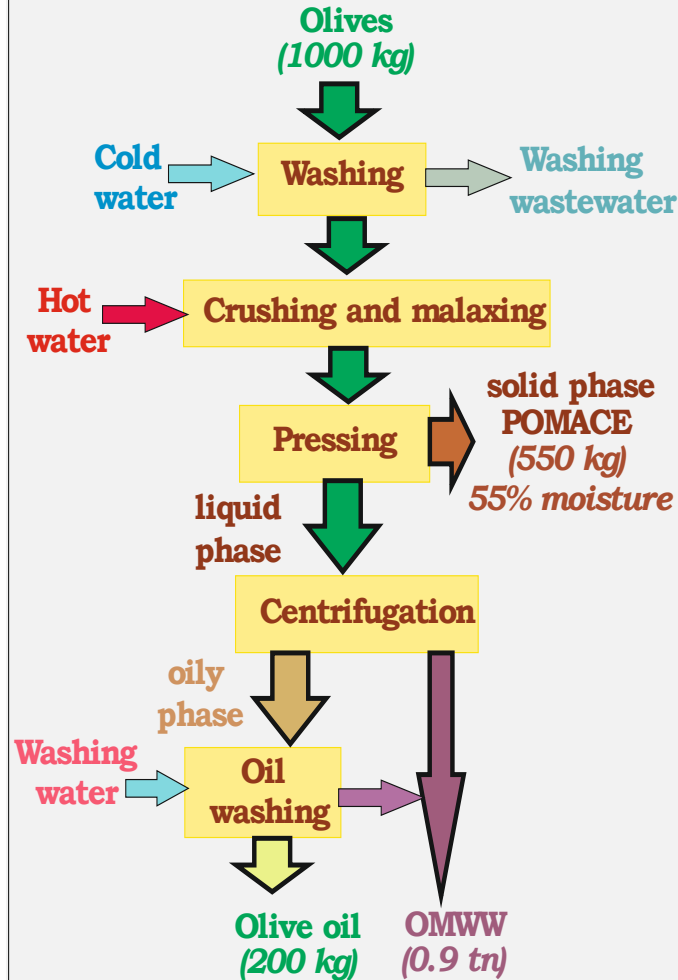 Olives
(1000 kg)
Cold
water
Washing
Washing
wastewater
Hot
water
Crushing and malaxing
Pressing
solid phase
POMACE
(550 kg)
55% moisture
liquid
phase
Centrifugation
oily
phase
Washing
water
Oil
washing
Olive oil
(200 kg)
OMWW
(0.9 tn)